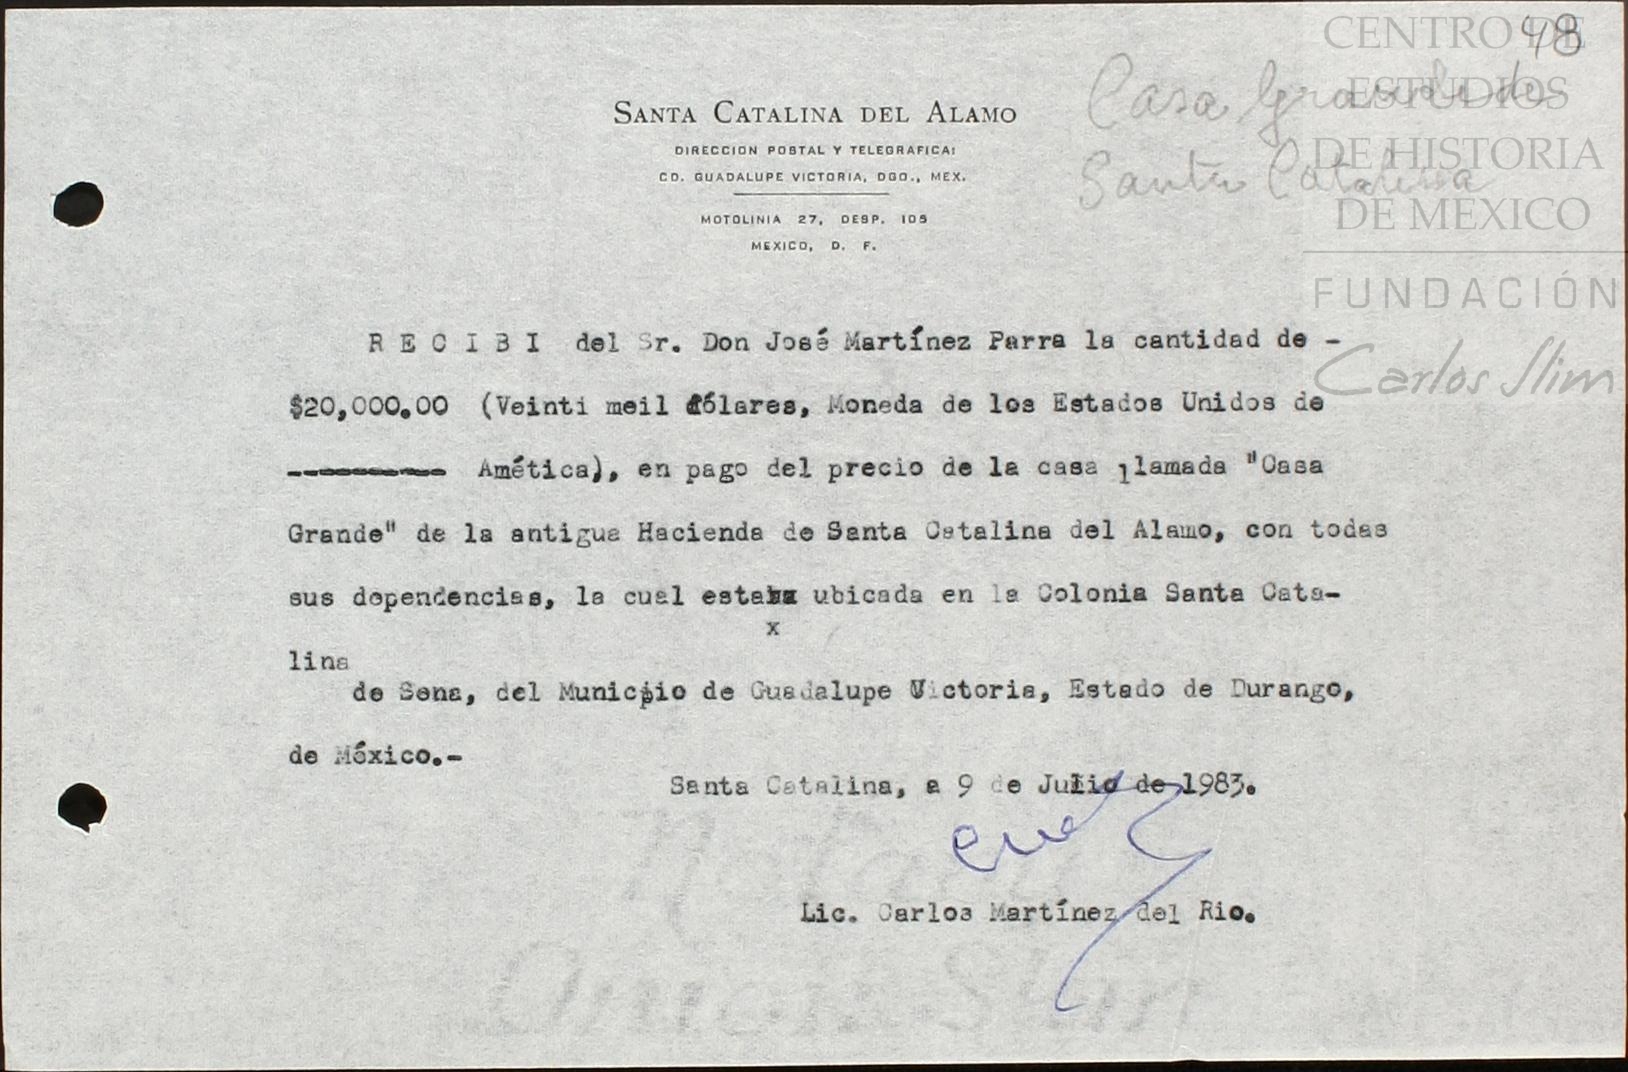 48
Casa Grande de
Santa Catalina
CENTRO DE
ESTUDIOS
DE HISTORIA
DE MEXICO
FUNDACIÓN
Carlos Slim
SANTA CATALINA DEL ALAMO
DIRECCION POSTAL Y TELEGRAFICA:
CD. GUADALUPE VICTORIA, DGO., MEX.
MOTOLINIA 27, DESP. 105
MEXICO, D. F.
R E C I B I del Sr. Don José Martínez Parra la cantidad de -
$20,000.00 (Veinti meil dólares, Moneda de los Estados Unidos de
Amética), en pago del precio de la casa llamada "Casa
Grande" de la antigua Hacienda de Santa Catalina del Alamo, con todas
sus dependencias, la cual esta ubicada en la Colonia Santa Cata-
x
lina
de Sena, del Municipio de Guadalupe Victoria, Estado de Durango,
de México.-
Santa Catalina, a 9 de Julio de 1983.
Lic. Carlos Martínez del Rio.